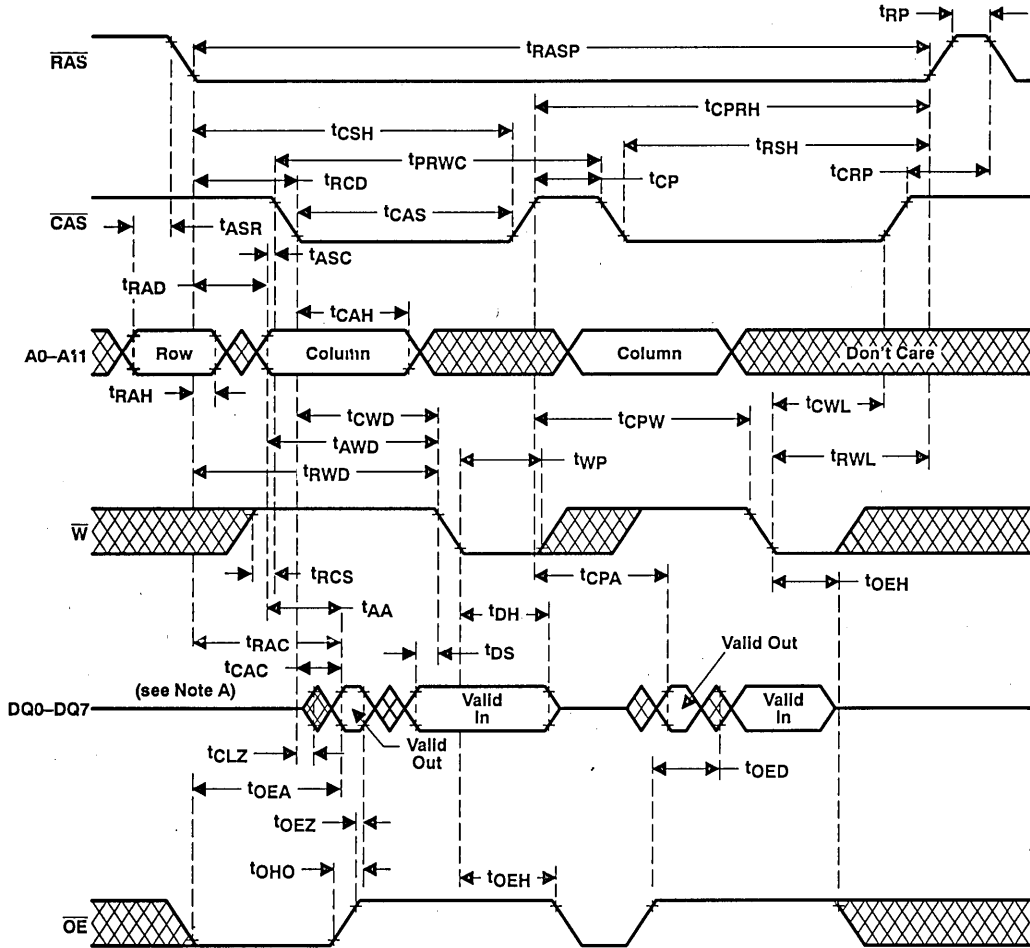 tRP
RAS
tRASP
tCPRH
tCSH
tRSH
tPRWC
tCRP
tRCD
tCP
CAS
tCAS
tASR
tASC
tRAD
tCAH
A0–A11
Row
Column
Column
Don't Care
tRAH
tCWD
tCPW
tCWL
tAWD
tWP
tRWL
tRWD
W
tRCS
tCPA
tOEH
tAA
tDH
tRAC
tDS
Valid Out
tCAC
(see Note A)
DQ0–DQ7
Valid
In
Valid
In
tCLZ
Valid
Out
tOED
tOEA
tOEZ
tOHO
tOEH
OE